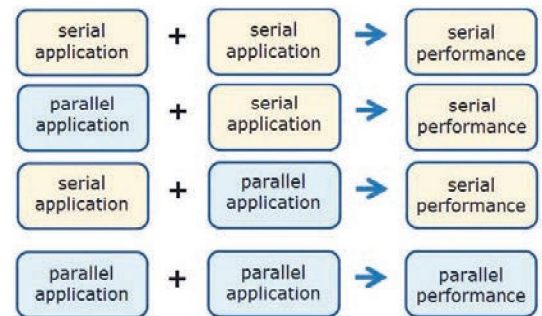 serial application + serial application → serial performance
parallel application + serial application → serial performance
serial application + parallel application → serial performance
parallel application + parallel application → parallel performance